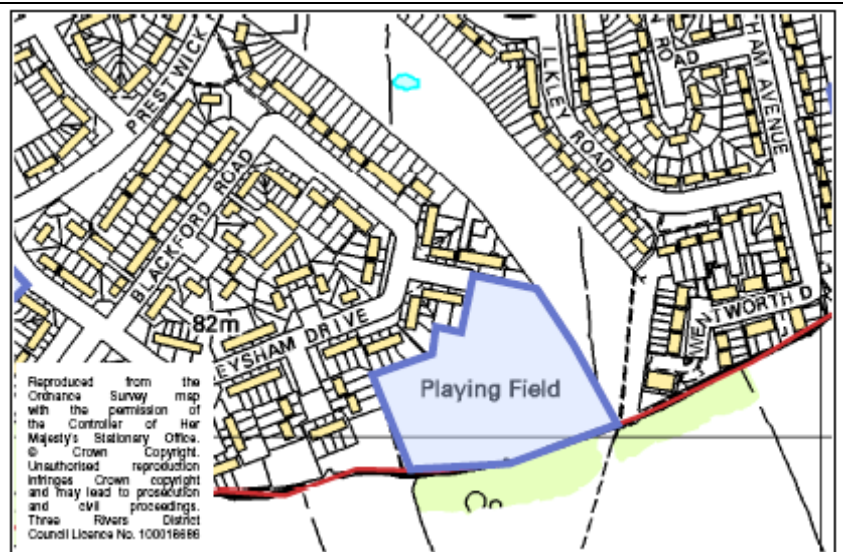 PRESTWICK
ILKLEY ROAD
ROAD
HAM AVENUE
BLACKFORD ROAD
82m
EYSHAM DRIVE
WENTWORTH D
Playing Field
Reproduced from the
Ordnance Survey map
with the permission of
the Controller of Her
Majesty's Stationary Office.
© Crown Copyright.
Unauthorised reproduction
infringes Crown copyright
and may lead to prosecution
and civil proceedings.
Three Rivers District
Council Licence No. 100018686